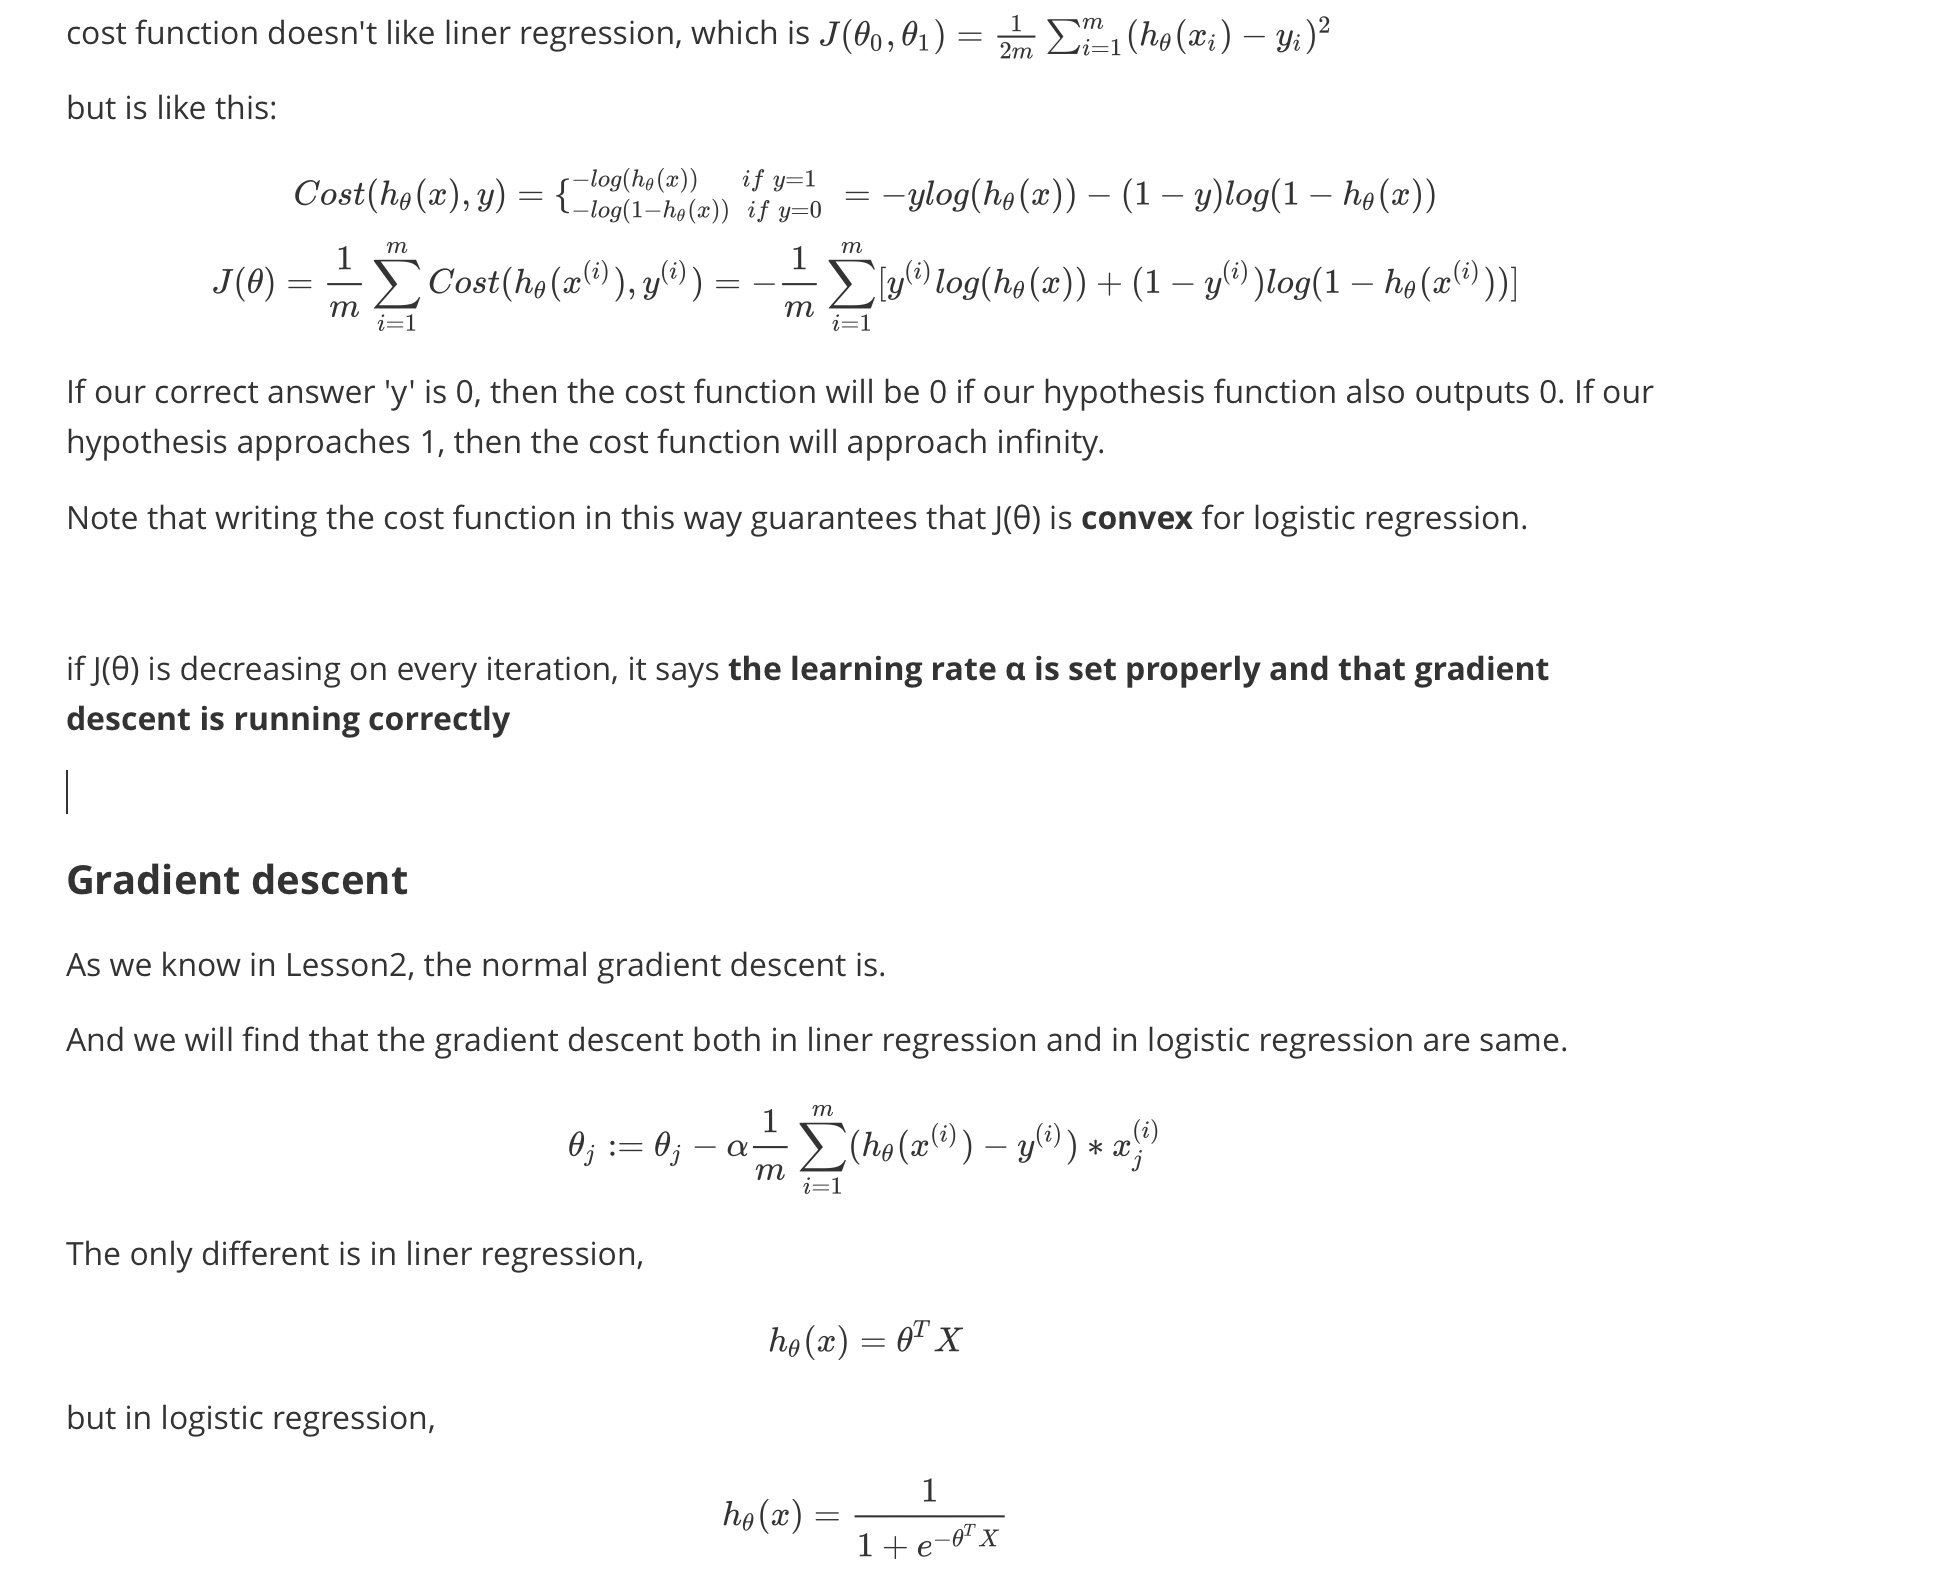 cost function doesn't like liner regression, which is $J(\theta_0, \theta_1) = \frac{1}{2m} \sum_{i=1}^{m} (h_\theta(x_i) - y_i)^2$
but is like this:
$Cost(h_\theta(x), y) = \{_{-log(1-h_\theta(x)) \ \ if \ y=0}^{-log(h_\theta(x)) \quad \ if \ y=1} = -ylog(h_\theta(x)) - (1 - y)log(1 - h_\theta(x))$
$J(\theta) = \frac{1}{m} \sum_{i=1}^{m} Cost(h_\theta(x^{(i)}), y^{(i)}) = -\frac{1}{m} \sum_{i=1}^{m} [y^{(i)} log(h_\theta(x)) + (1 - y^{(i)})log(1 - h_\theta(x^{(i)}))]$
If our correct answer 'y' is 0, then the cost function will be 0 if our hypothesis function also outputs 0. If our
hypothesis approaches 1, then the cost function will approach infinity.
Note that writing the cost function in this way guarantees that J(θ) is convex for logistic regression.
if J(θ) is decreasing on every iteration, it says the learning rate α is set properly and that gradient
descent is running correctly
Gradient descent
As we know in Lesson2, the normal gradient descent is.
And we will find that the gradient descent both in liner regression and in logistic regression are same.
$\theta_j := \theta_j - \alpha \frac{1}{m} \sum_{i=1}^{m} (h_\theta(x^{(i)}) - y^{(i)}) * x_j^{(i)}$
The only different is in liner regression,
$h_\theta(x) = \theta^T X$
but in logistic regression,
$h_\theta(x) = \frac{1}{1 + e^{-\theta^T X}}$